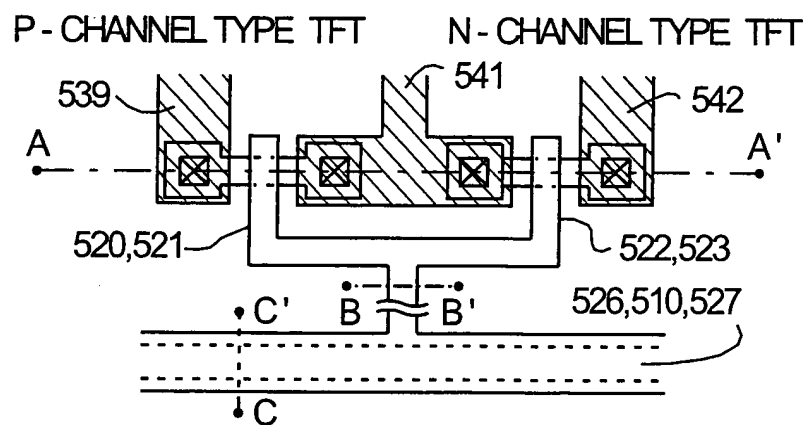 P - CHANNEL TYPE TFT
N - CHANNEL TYPE TFT
539
541
542
A
A'
520,521
522,523
B
B'
526,510,527
C'
C